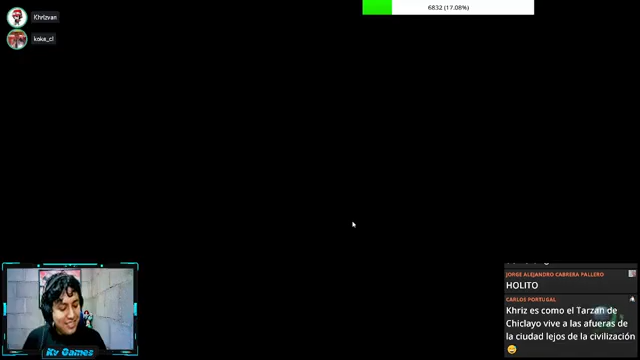 Khrizvan
koka_cl
6832 (17.08%)
JORGE ALEJANDRO CABRERA PALLERO
HOLITO
CARLOS PORTUGAL
Khriz es como el Tarzan de
Chiclayo vive a las afueras de
la ciudad lejos de la civilización
Kv Games